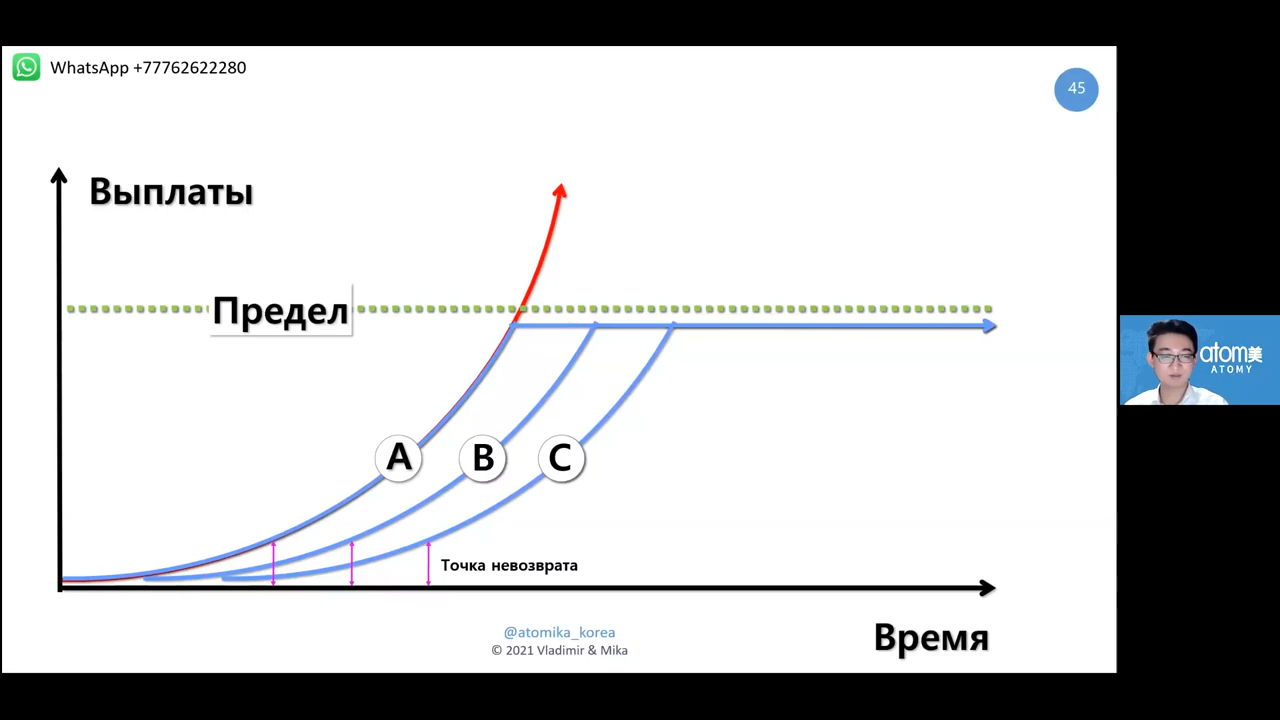 WhatsApp +77762622280
45
Выплаты
Предел
A
B
C
Точка невозврата
Время
@atomika_korea
© 2021 Vladimir & Mika
atom美
ATOMY